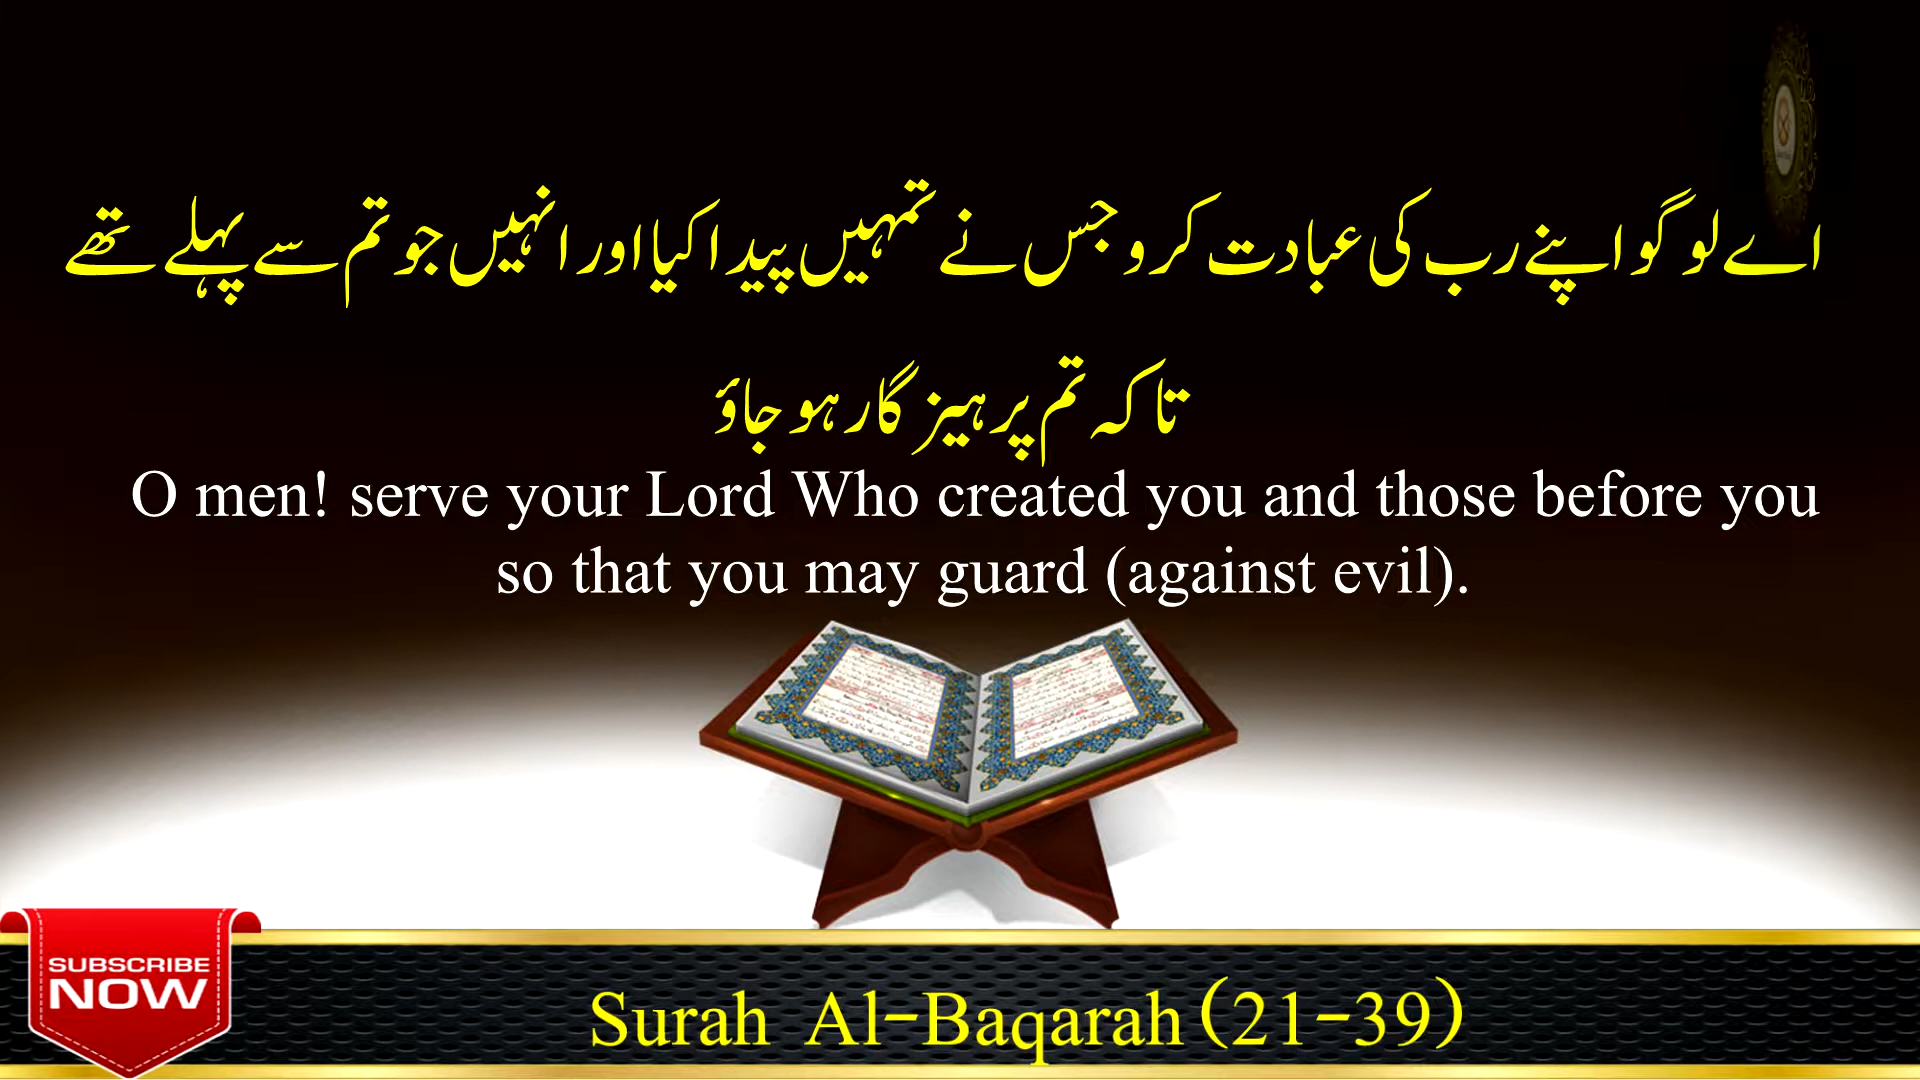 اے لوگو اپنے رب کی عبادت کرو جس نے تمہیں پیدا کیا اور انہیں جو تم سے پہلے تھے
تاکہ تم پرہیز گار ہو جاؤ
O men! serve your Lord Who created you and those before you
so that you may guard (against evil).
SUBSCRIBE
NOW
Surah Al-Baqarah (21-39)